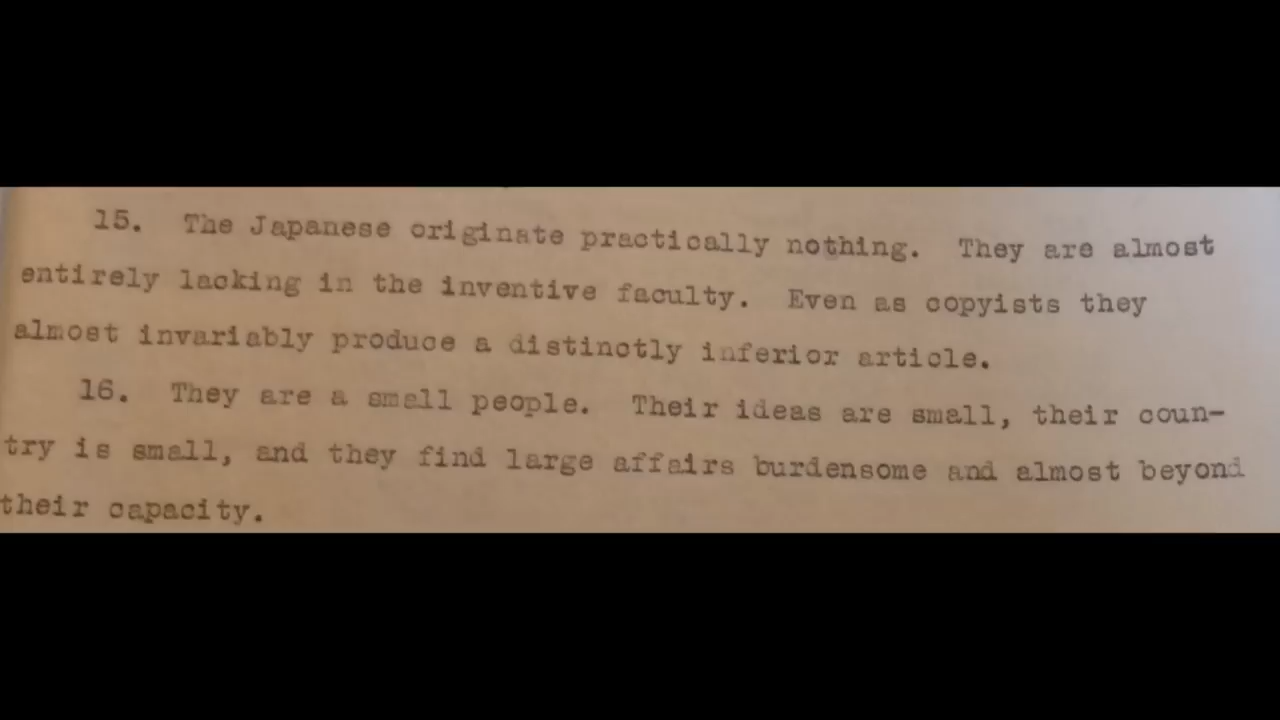 15. The Japanese originate practically nothing. They are almost
entirely lacking in the inventive faculty. Even as copyists they
almost invariably produce a distinctly inferior article.
16. They are a small people. Their ideas are small, their coun-
try is small, and they find large affairs burdensome and almost beyond
their capacity.